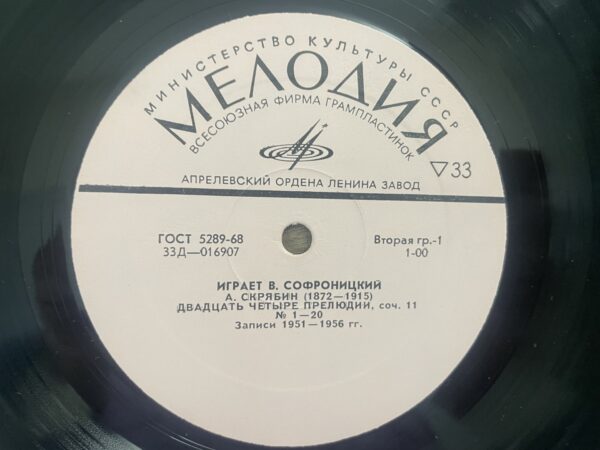 МИНИСТЕРСТВО КУЛЬТУРЫ СССР
МЕЛОДИЯ
ВСЕСОЮЗНАЯ ФИРМА ГРАМПЛАСТИНОК
▽33
АПРЕЛЕВСКИЙ ОРДЕНА ЛЕНИНА ЗАВОД
ГОСТ 5289-68 Вторая гр.-1
33Д—016907 1-00
ИГРАЕТ В. СОФРОНИЦКИЙ
А. СКРЯБИН (1872—1915)
ДВАДЦАТЬ ЧЕТЫРЕ ПРЕЛЮДИИ, соч. 11
№ 1—20
Записи 1951—1956 гг.